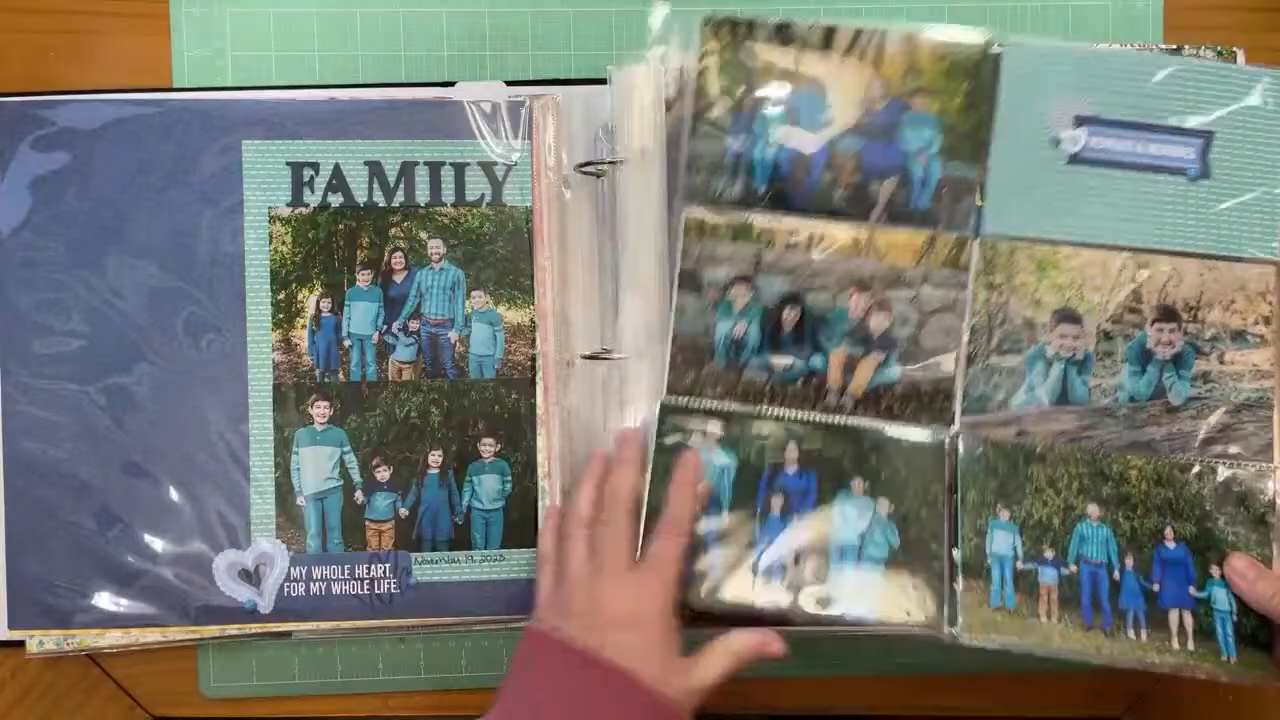 FAMILY
November 19, 2023
MY WHOLE HEART,
FOR MY WHOLE LIFE.